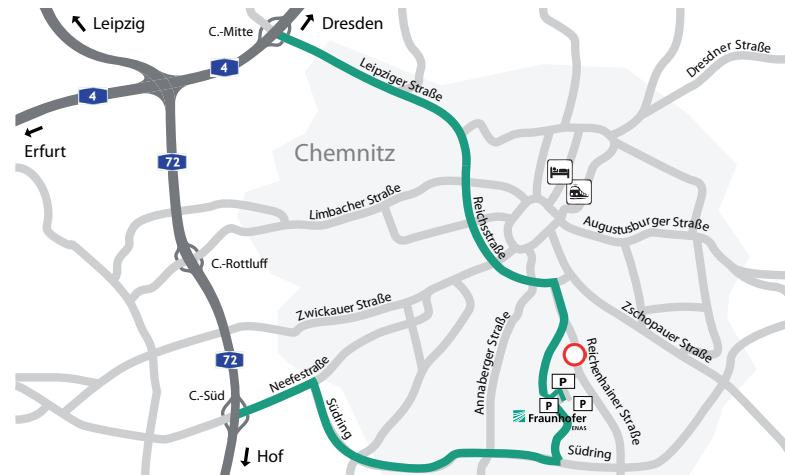 Leipzig
Dresden
C.-Mitte
Dresdner Straße
Leipziger Straße
4
4
Erfurt
Chemnitz
72
Limbacher Straße
Reichsstraße
Augustusburger Straße
C.-Rottluff
Zwickauer Straße
Zschopauer Straße
Annaberger Straße
Reichenhainer Straße
72
Neefestraße
C.-Süd
P
P
P
Fraunhofer
ENAS
Südring
Südring
Hof